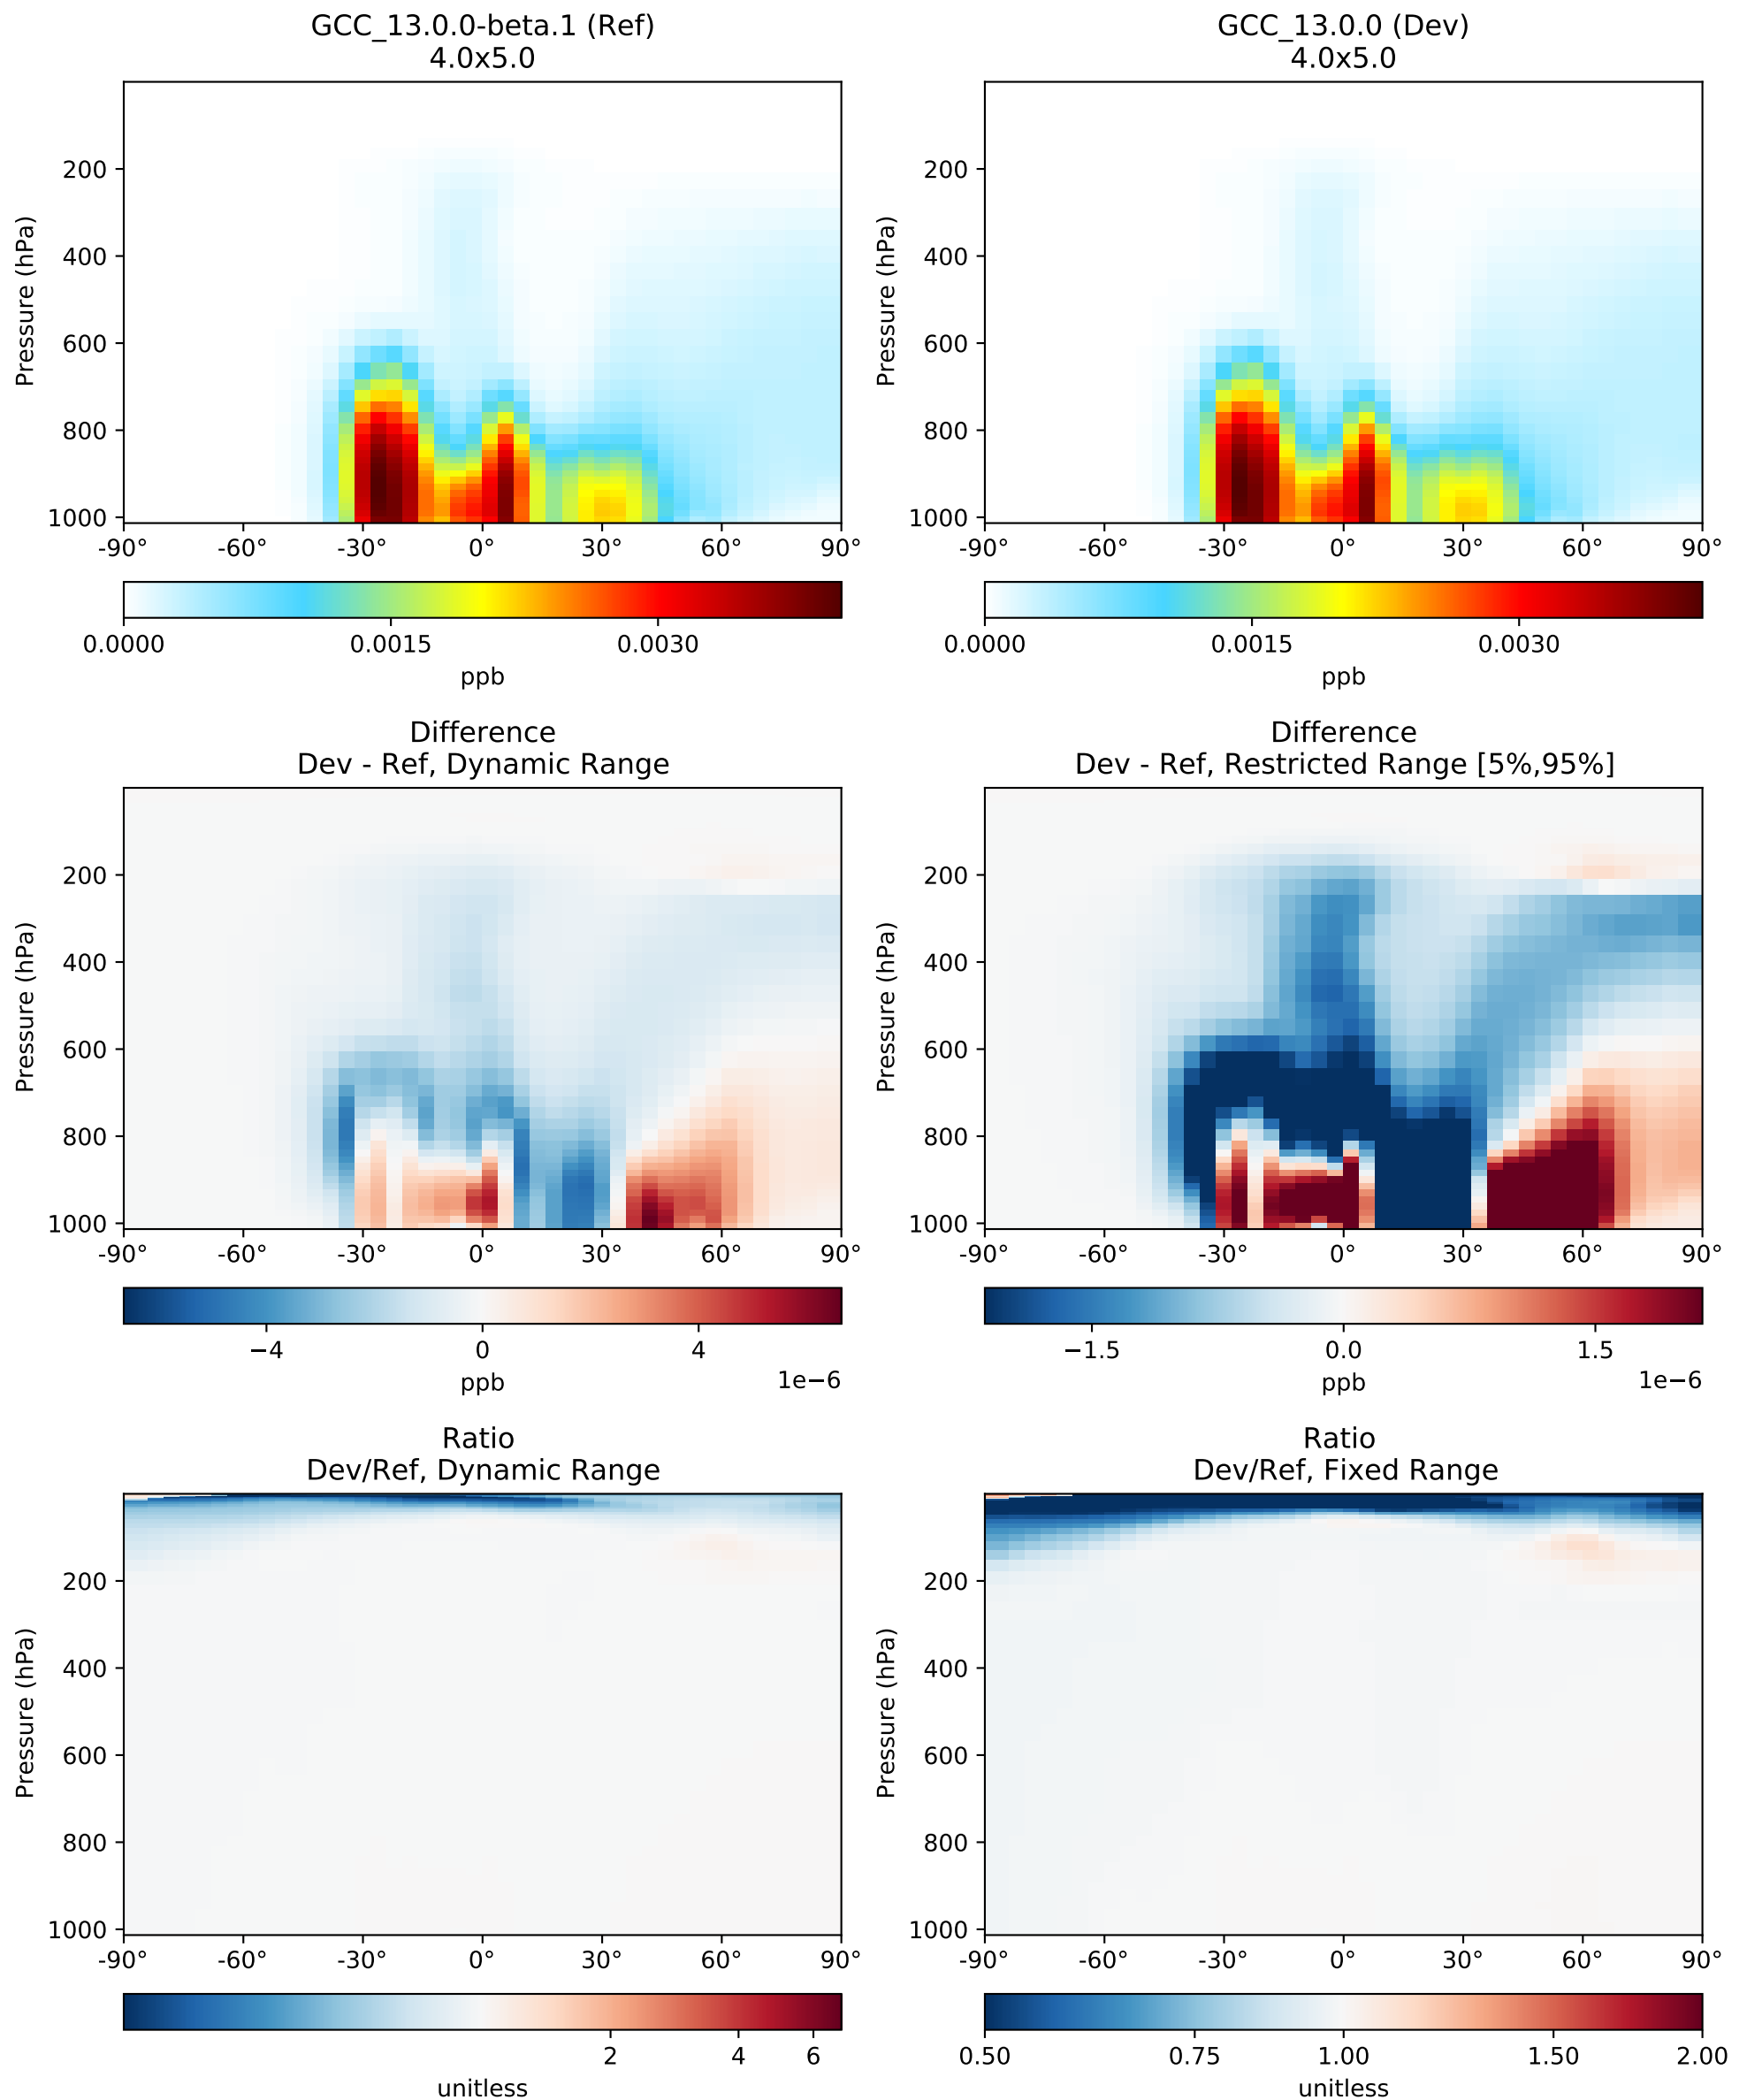 GCC_13.0.0-beta.1 (Ref)
4.0x5.0
GCC_13.0.0 (Dev)
4.0x5.0
Pressure (hPa)
200
400
600
800
1000
-90° -60° -30° 0° 30° 60° 90°
0.0000 0.0015 0.0030
ppb
Pressure (hPa)
200
400
600
800
1000
-90° -60° -30° 0° 30° 60° 90°
0.0000 0.0015 0.0030
ppb
Difference
Dev - Ref, Dynamic Range
Pressure (hPa)
200
400
600
800
1000
-90° -60° -30° 0° 30° 60° 90°
−4 0 4
1e−6
ppb
Difference
Dev - Ref, Restricted Range [5%,95%]
Pressure (hPa)
200
400
600
800
1000
-90° -60° -30° 0° 30° 60° 90°
−1.5 0.0 1.5
1e−6
ppb
Ratio
Dev/Ref, Dynamic Range
Pressure (hPa)
200
400
600
800
1000
-90° -60° -30° 0° 30° 60° 90°
2 4 6
unitless
Ratio
Dev/Ref, Fixed Range
Pressure (hPa)
200
400
600
800
1000
-90° -60° -30° 0° 30° 60° 90°
0.50 0.75 1.00 1.50 2.00
unitless